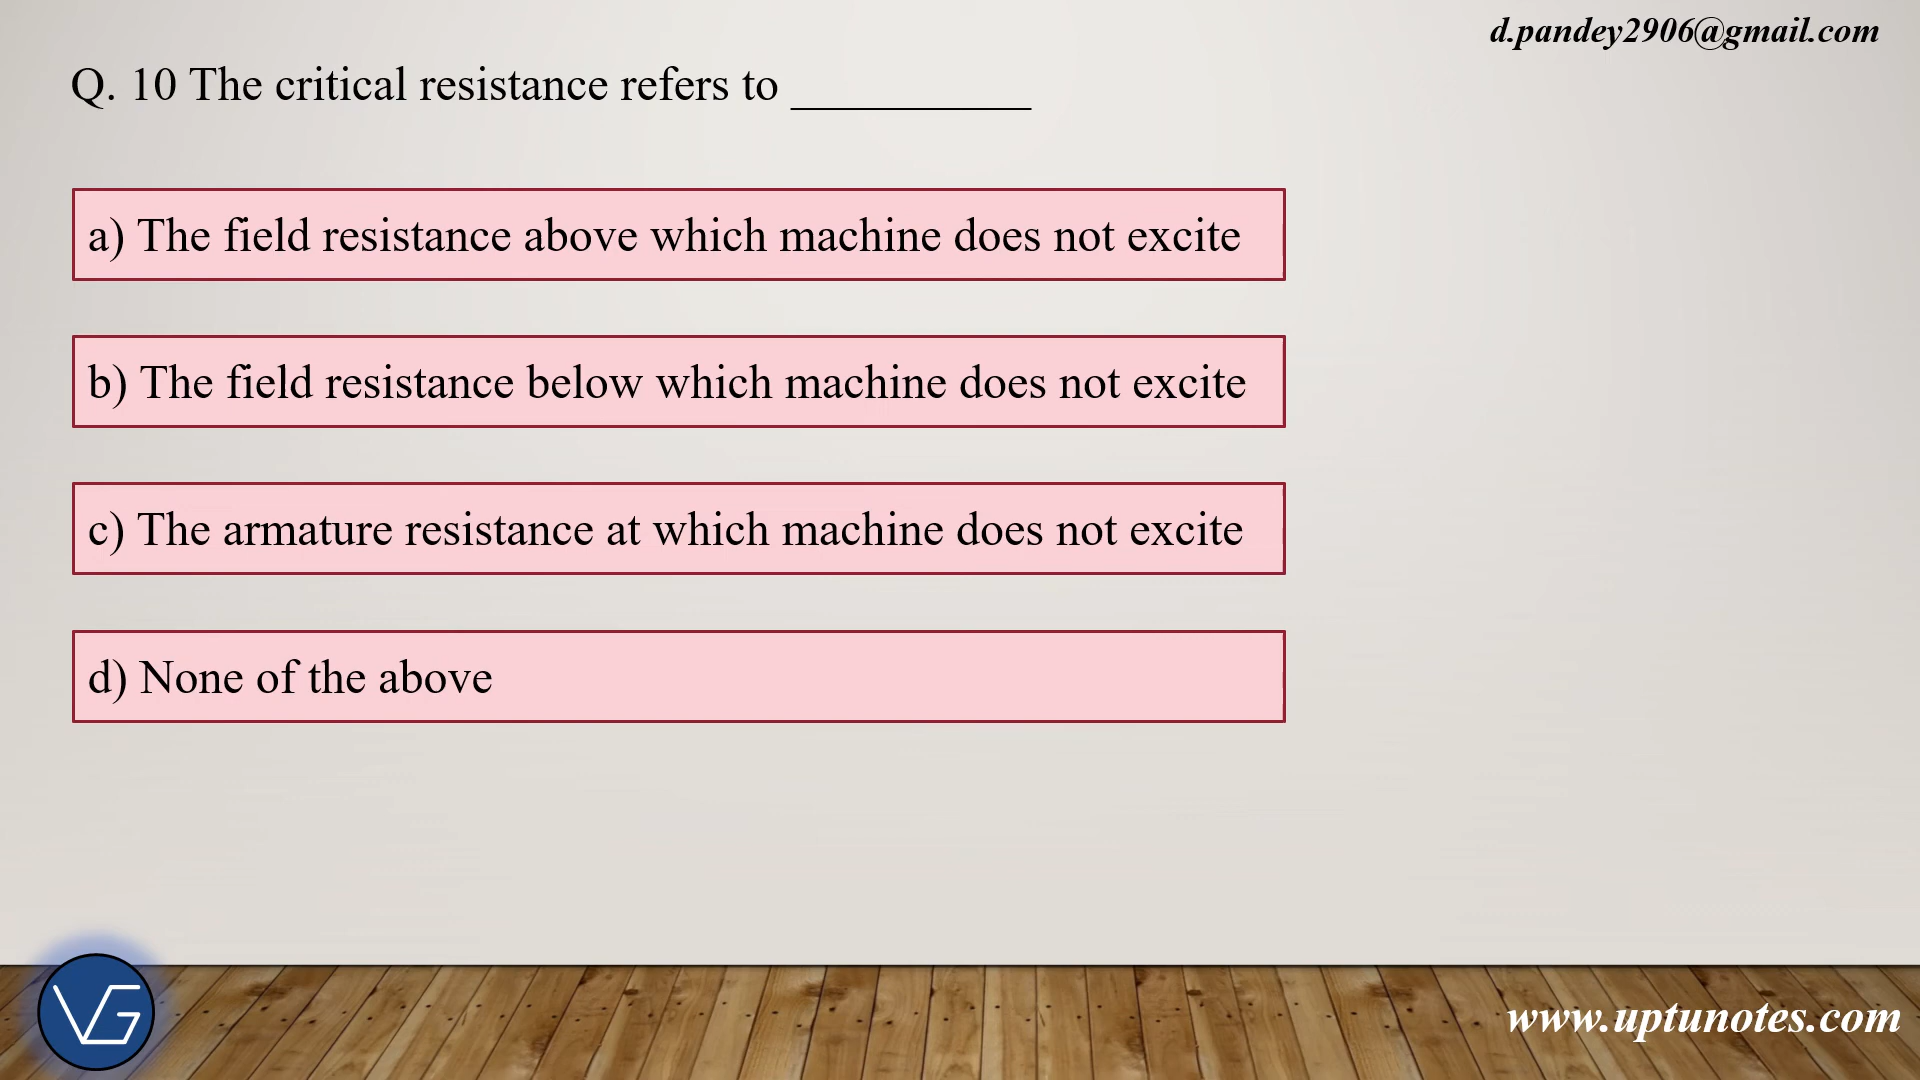 d.pandey2906@gmail.com
Q. 10 The critical resistance refers to __________
a) The field resistance above which machine does not excite
b) The field resistance below which machine does not excite
c) The armature resistance at which machine does not excite
d) None of the above
VG
www.uptunotes.com